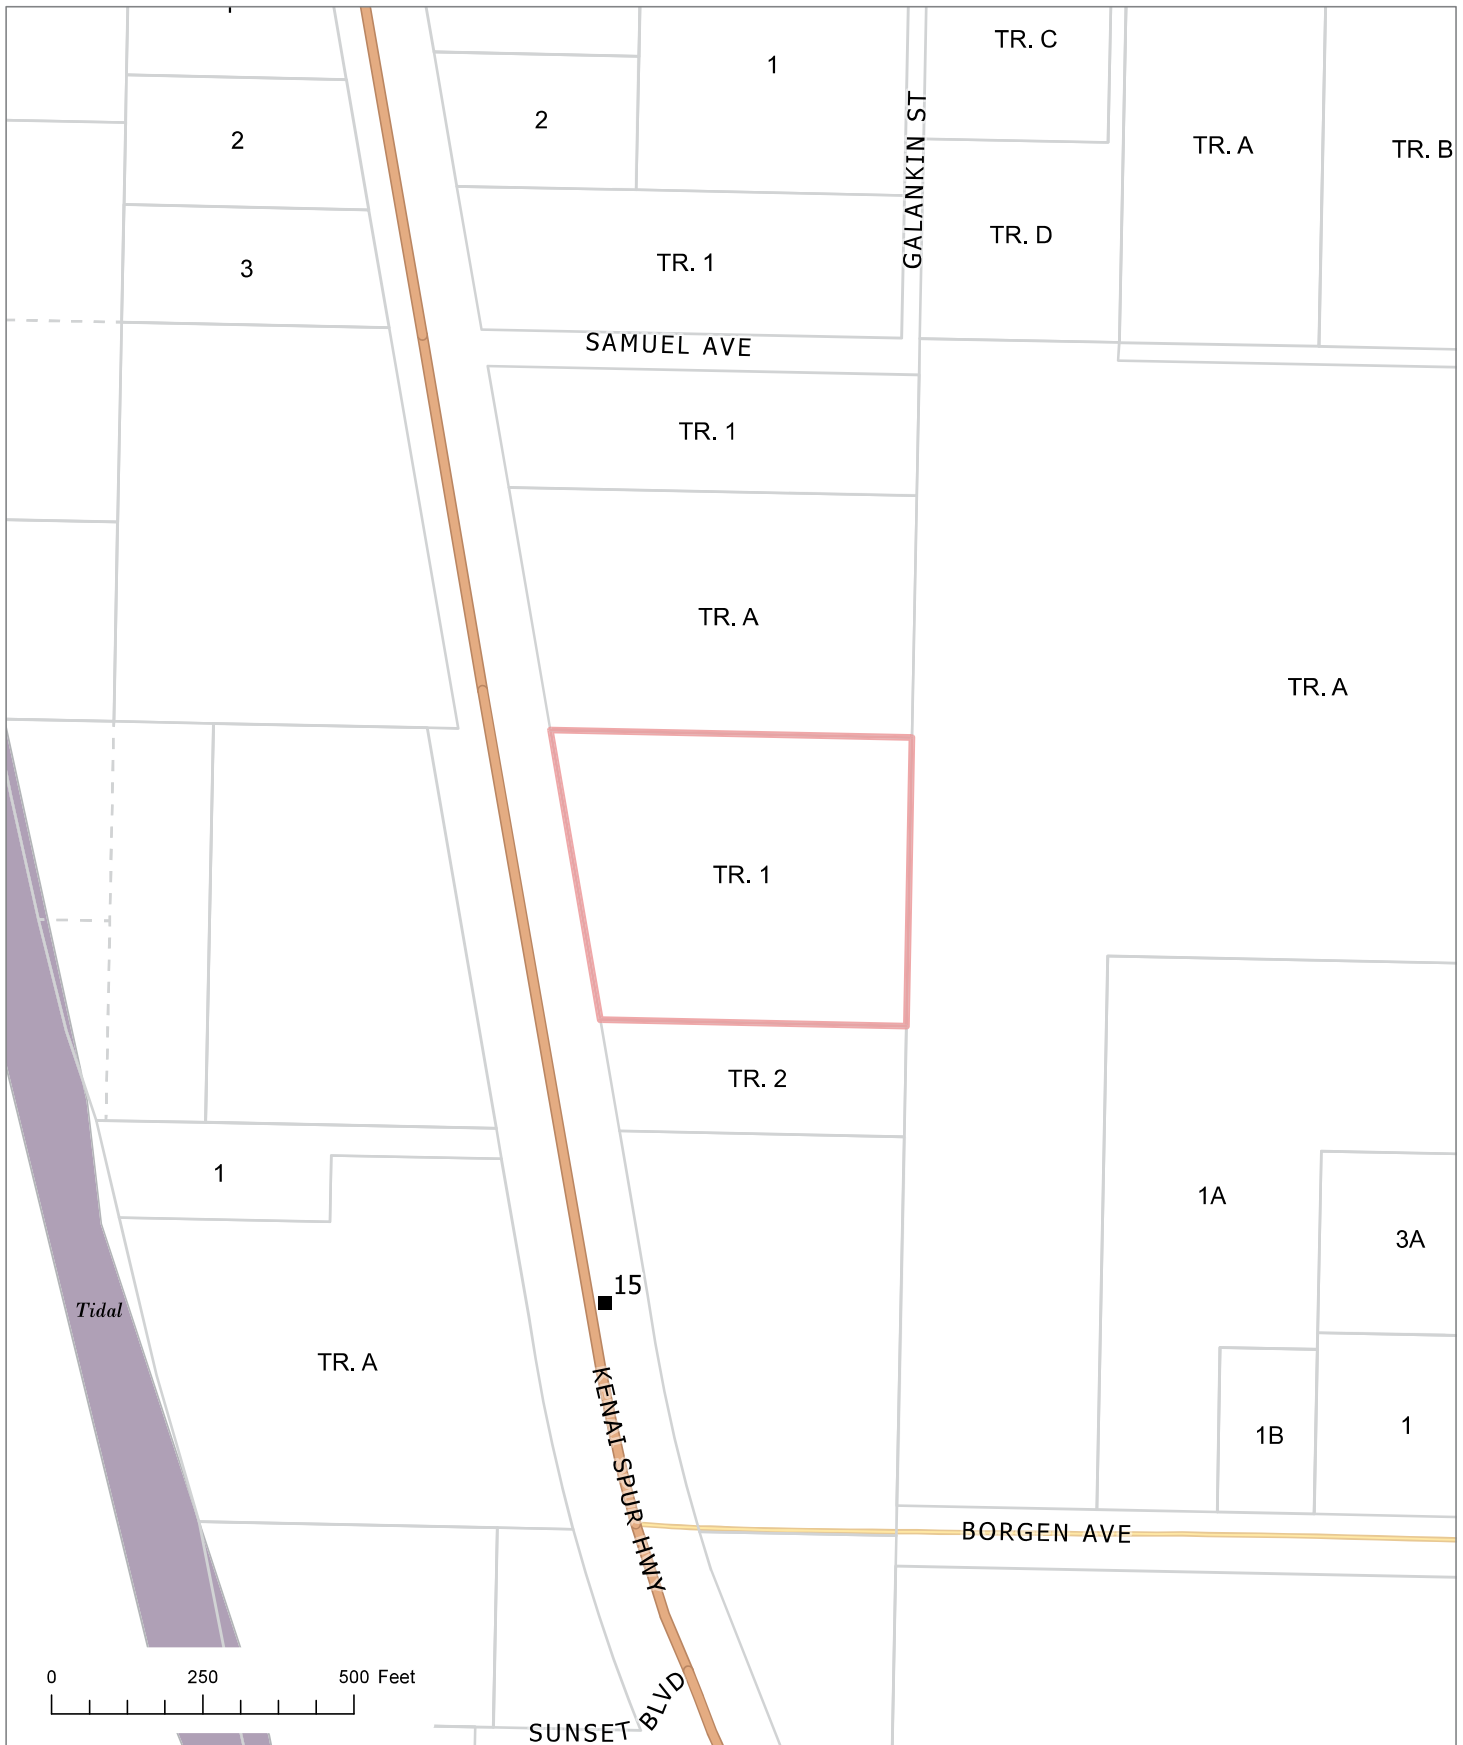 TR. C
1
2
2
TR. A
TR. B
GALANKIN ST
TR. D
3
TR. 1
SAMUEL AVE
TR. 1
TR. A
TR. A
TR. 1
TR. 2
1
1A
3A
15
Tidal
TR. A
1
1B
KENAI SPUR HWY
BORGEN AVE
0 250 500 Feet
SUNSET BLVD